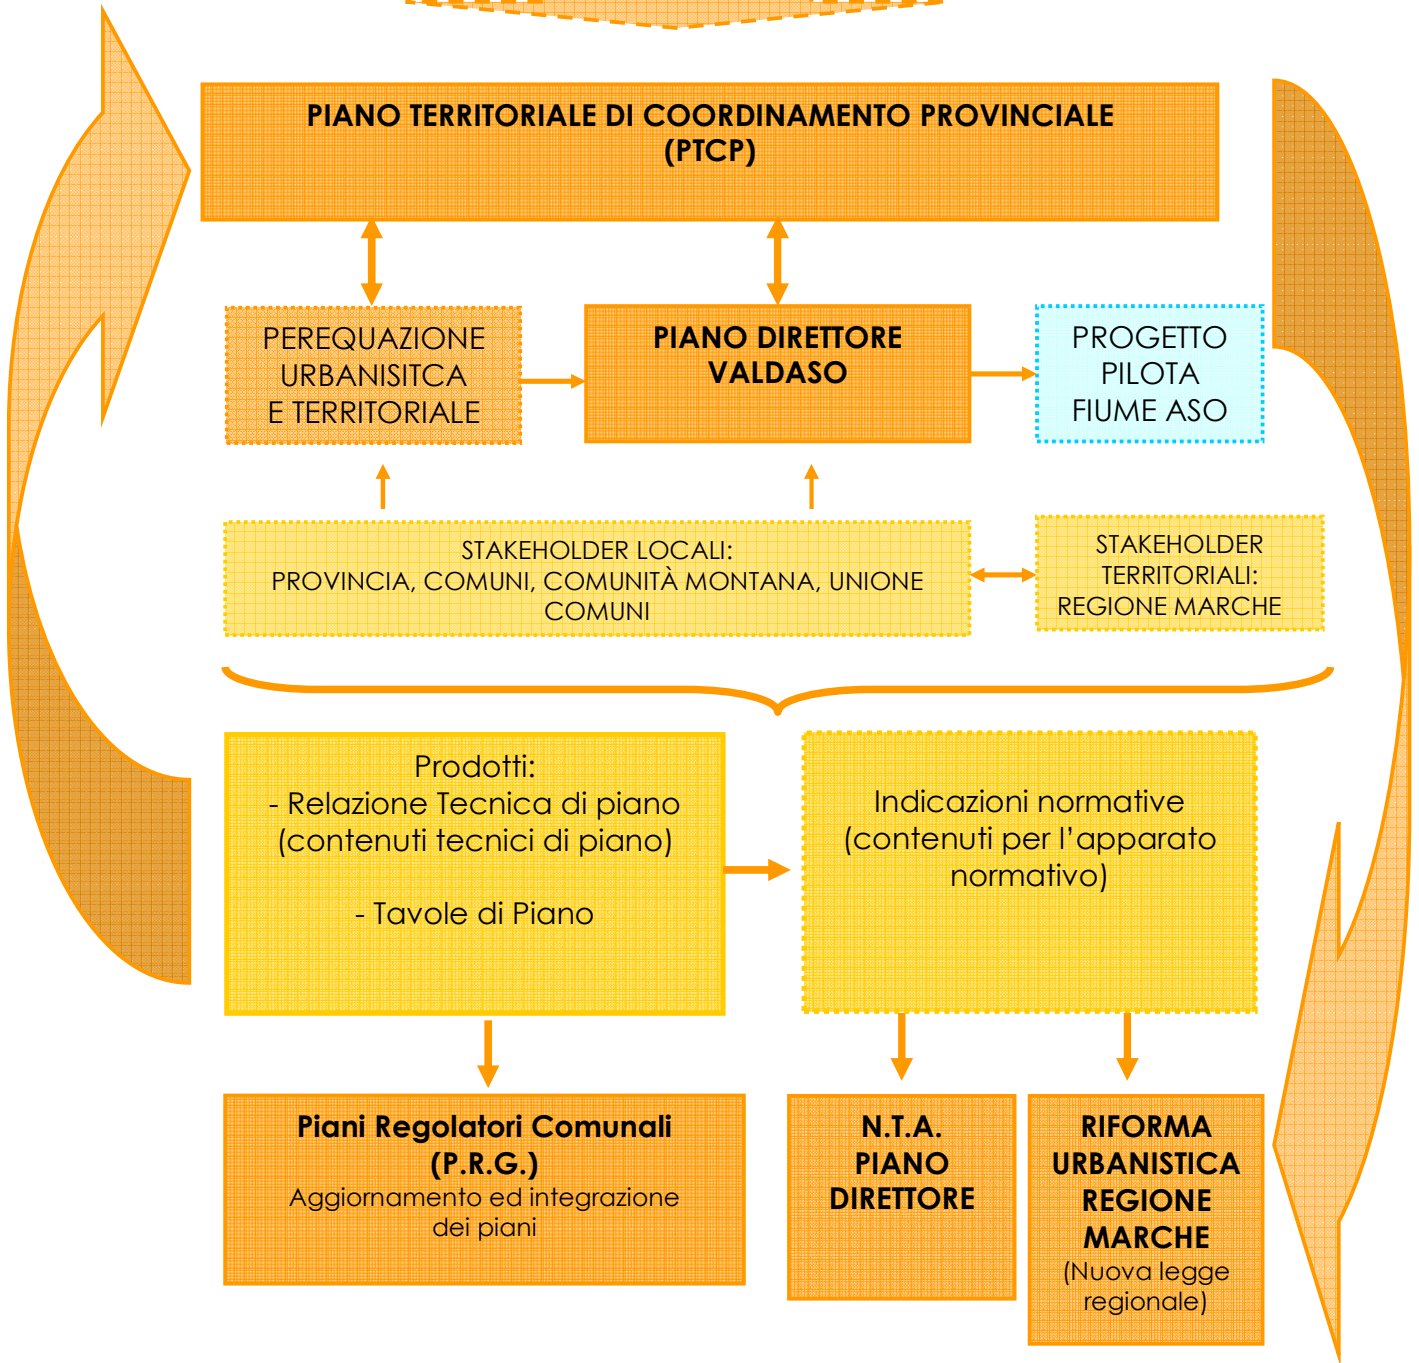 PIANO TERRITORIALE DI COORDINAMENTO PROVINCIALE
(PTCP)
PEREQUAZIONE
URBANISITCA
E TERRITORIALE
PIANO DIRETTORE
VALDASO
PROGETTO
PILOTA
FIUME ASO
STAKEHOLDER LOCALI:
PROVINCIA, COMUNI, COMUNITÀ MONTANA, UNIONE
COMUNI
STAKEHOLDER
TERRITORIALI:
REGIONE MARCHE
Prodotti:
- Relazione Tecnica di piano
(contenuti tecnici di piano)
- Tavole di Piano
Indicazioni normative
(contenuti per l'apparato
normativo)
Piani Regolatori Comunali
(P.R.G.)
Aggiornamento ed integrazione
dei piani
N.T.A.
PIANO
DIRETTORE
RIFORMA
URBANISTICA
REGIONE
MARCHE
(Nuova legge
regionale)